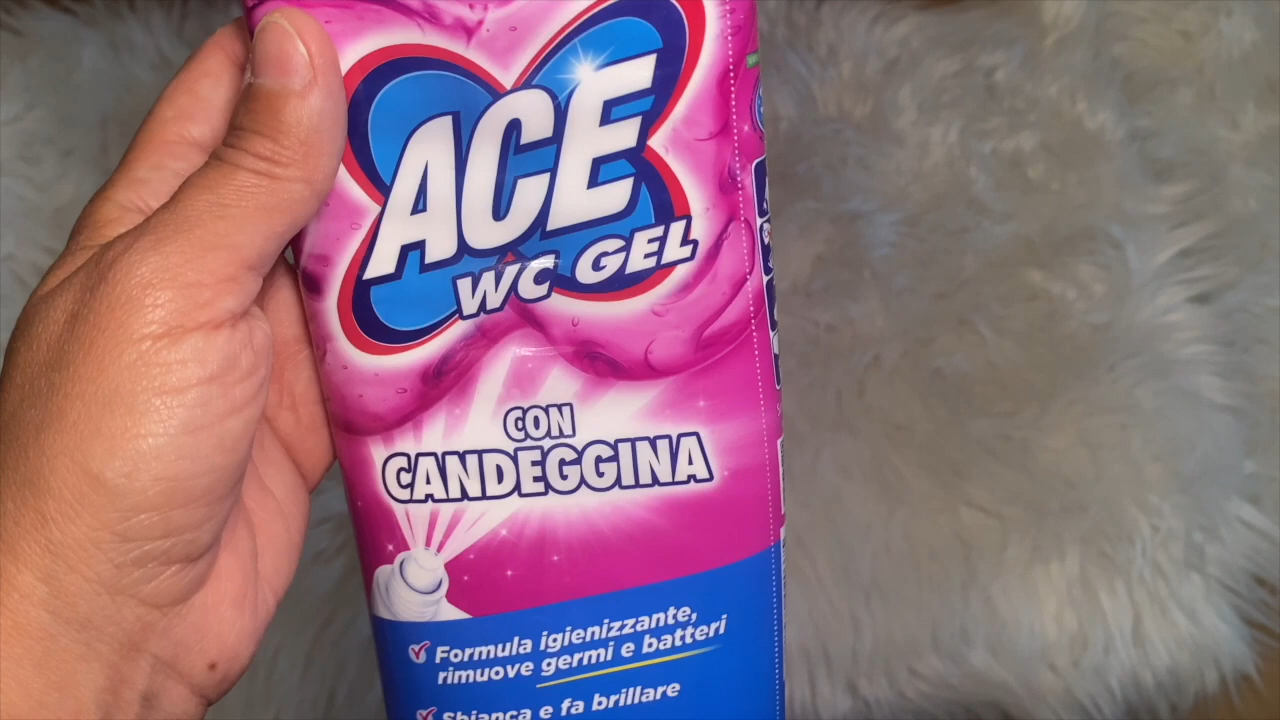 ACE
WC GEL
CON
CANDEGGINA
Formula igienizzante,
rimuove germi e batteri
Sbianca e fa brillare